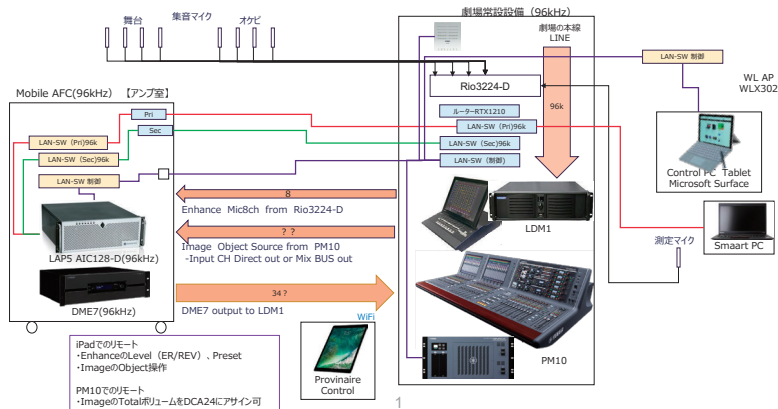 舞台
集音マイク
オケピ
劇場常設設備（96kHz）
劇場の本線
LINE
96k
Rio3224-D
LAN-SW 制御
WL AP
WLX302
Mobile AFC(96kHz) 【アンプ室】
Pri
Sec
LAN-SW（Pri)96k
LAN-SW（Sec)96k
LAN-SW 制御
ルーターRTX1210
LAN-SW（Pri)96k
LAN-SW（Sec)96k
LAN-SW（制御)
Control PC Tablet
Microsoft Surface
8
Enhance Mic8ch from Rio3224-D
? ?
Image Object Source from PM10
-Input CH Direct out or Mix BUS out
LAP5 AIC128-D(96kHz)
LDM1
Smaart PC
測定マイク
34 ?
DME7 output to LDM1
DME7(96kHz)
WiFi
Provinaire
Control
PM10
iPadでのリモート
・EnhanceのLevel（ER/REV）、Preset
・ImageのObject操作
PM10でのリモート
・ImageのTotalボリュームをDCA24にアサイン可
1